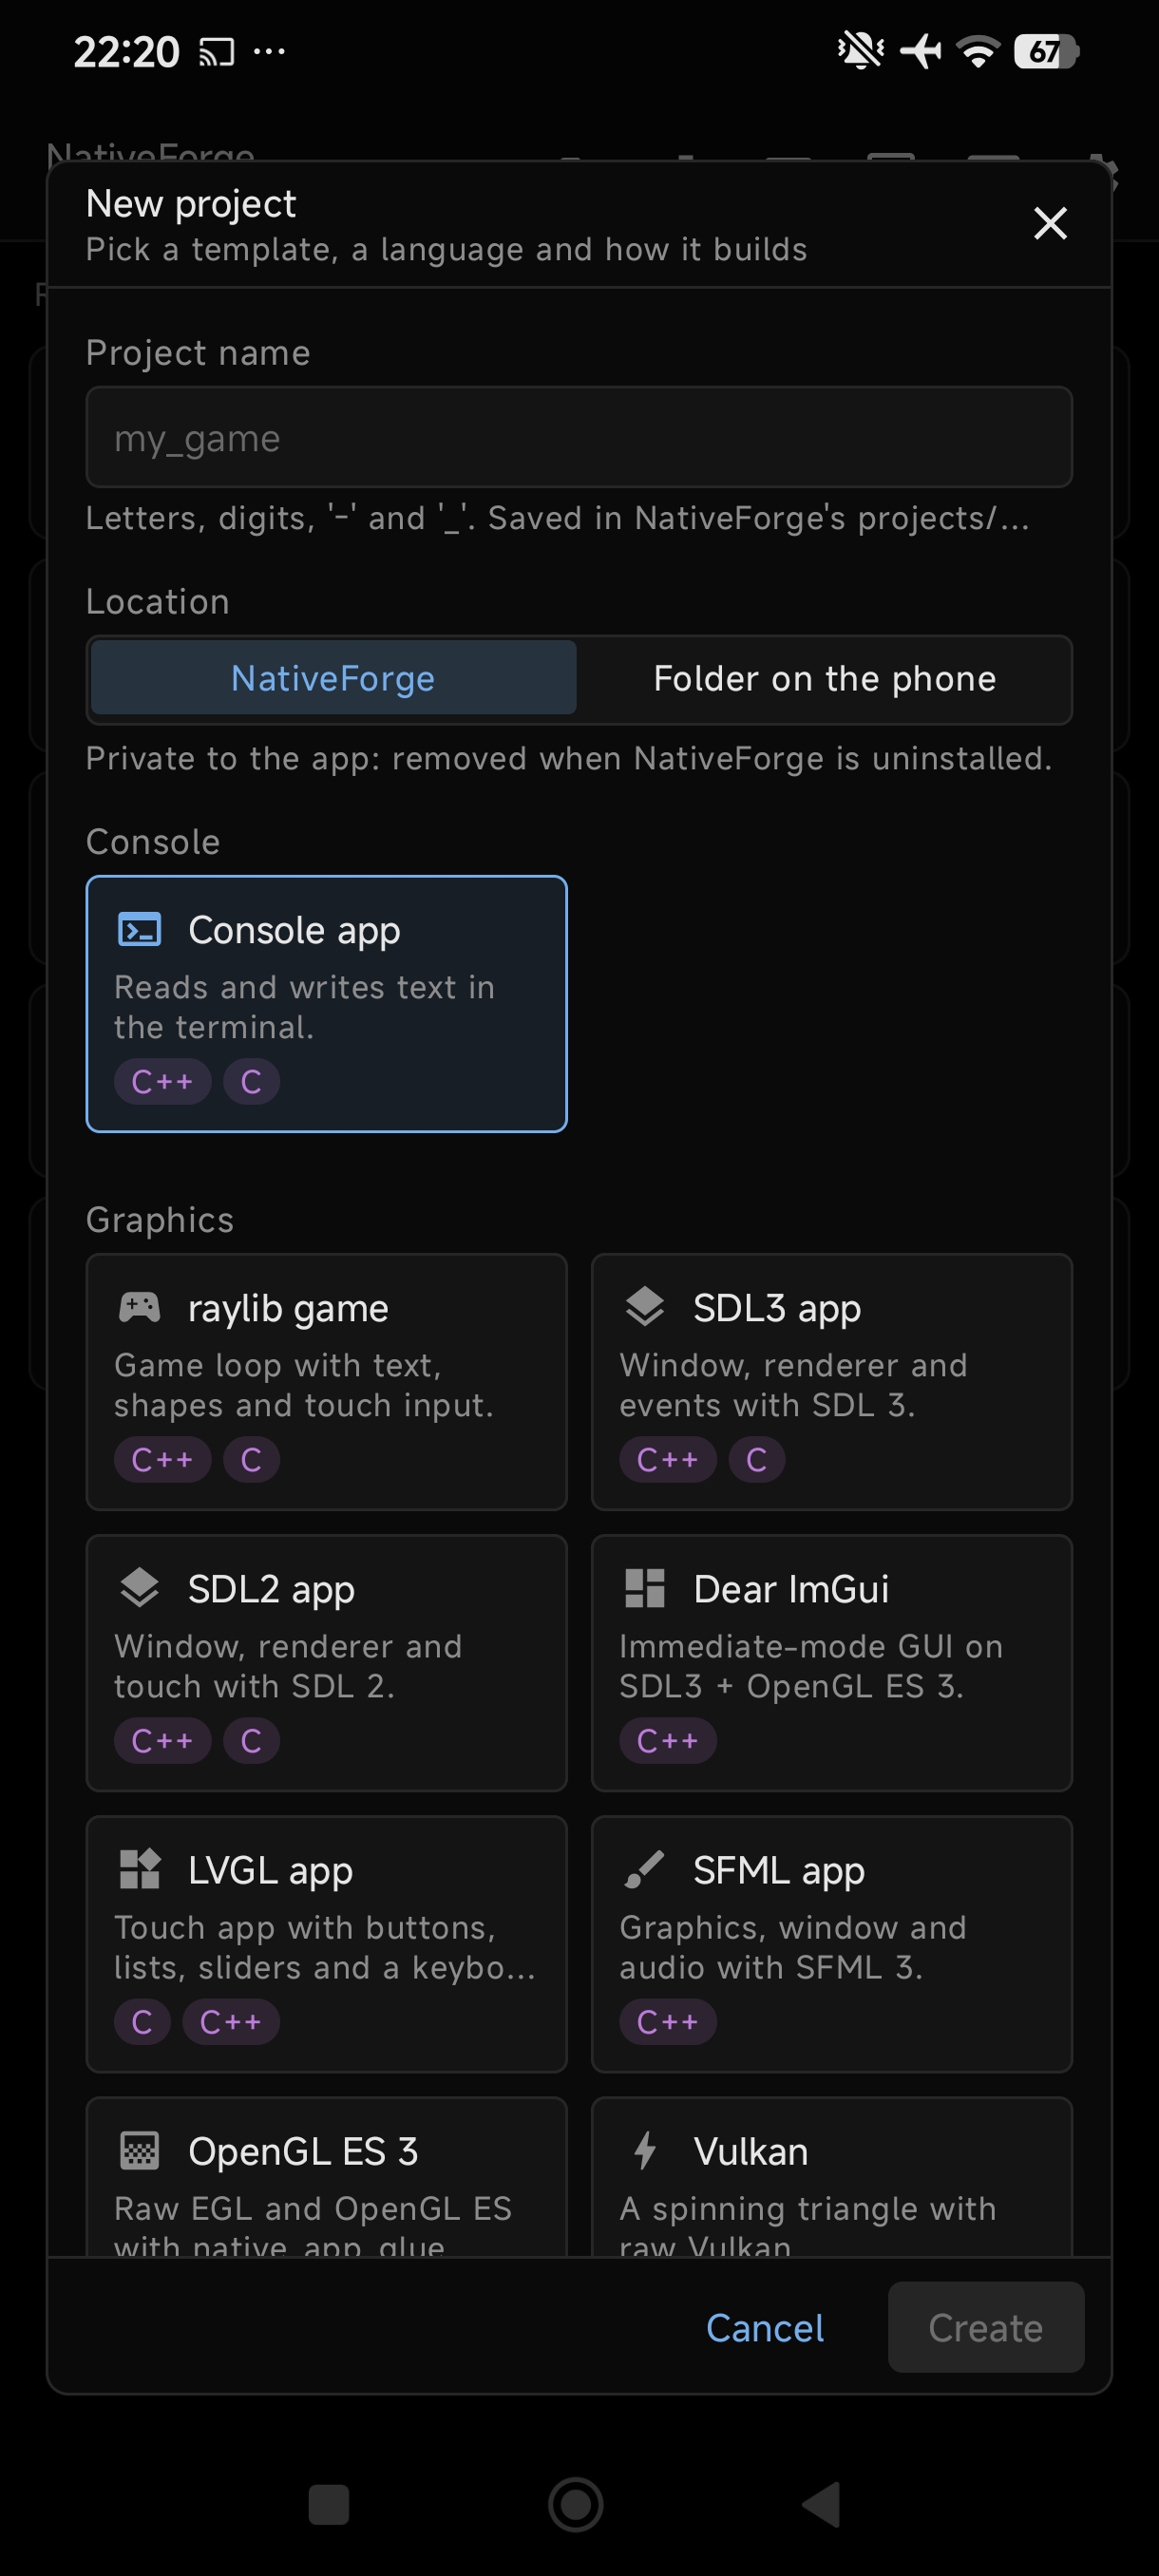 22:20
67
NativeForge
New project
Pick a template, a language and how it builds
Project name
my_game
Letters, digits, '-' and '_'. Saved in NativeForge's projects/...
Location
NativeForge
Folder on the phone
Private to the app: removed when NativeForge is uninstalled.
Console
Console app
Reads and writes text in
the terminal.
C++ C
Graphics
raylib game
Game loop with text,
shapes and touch input.
C++ C
SDL3 app
Window, renderer and
events with SDL 3.
C++ C
SDL2 app
Window, renderer and
touch with SDL 2.
C++ C
Dear ImGui
Immediate-mode GUI on
SDL3 + OpenGL ES 3.
C++
LVGL app
Touch app with buttons,
lists, sliders and a keybo...
C C++
SFML app
Graphics, window and
audio with SFML 3.
C++
OpenGL ES 3
Raw EGL and OpenGL ES
with native_app_glue
Vulkan
A spinning triangle with
raw Vulkan
Cancel
Create